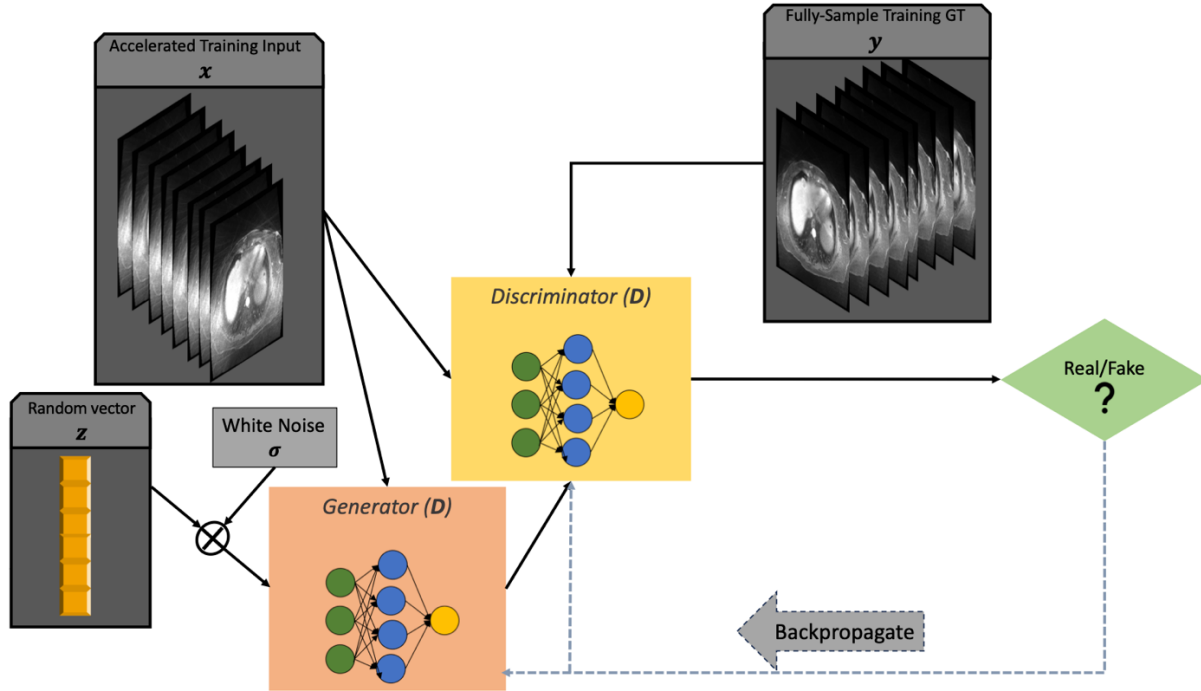 Accelerated Training Input
x
Fully-Sample Training GT
y
Discriminator (D)
Real/Fake
?
Random vector
z
White Noise
σ
Generator (D)
Backpropagate